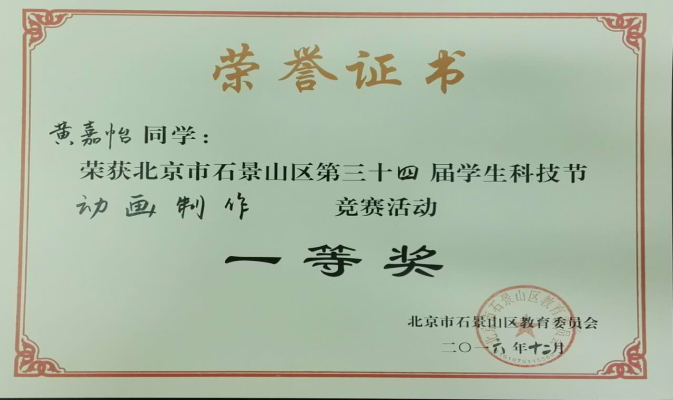 荣誉证书
黄嘉怡同学：
荣获北京市石景山区第三十四届学生科技节
动画制作 竞赛活动
一等奖
北京市石景山区教育委员会
二〇一六年十二月